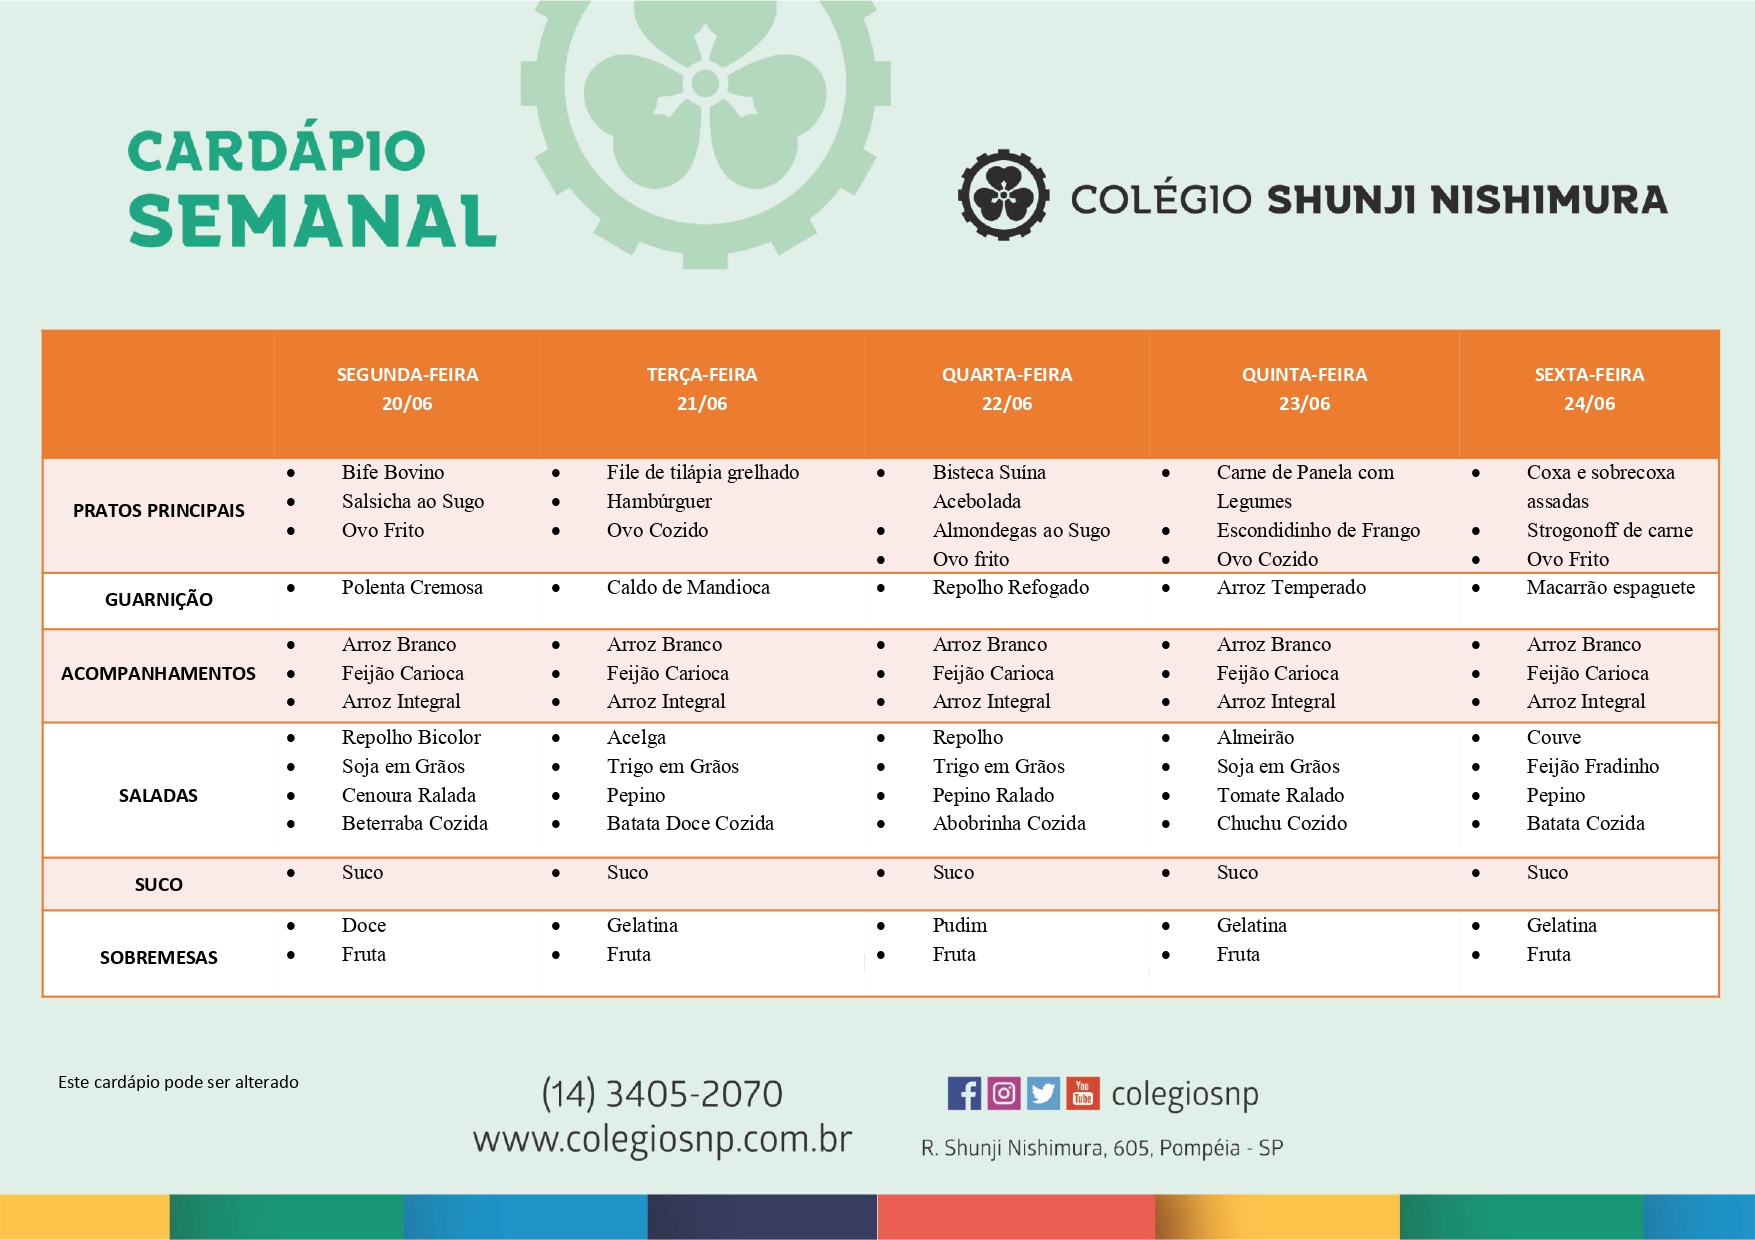 CARDÁPIO
SEMANAL
COLÉGIO SHUNJI NISHIMURA
SEGUNDA-FEIRA
20/06
TERÇA-FEIRA
21/06
QUARTA-FEIRA
22/06
QUINTA-FEIRA
23/06
SEXTA-FEIRA
24/06
PRATOS PRINCIPAIS
• Bife Bovino
• Salsicha ao Sugo
• Ovo Frito
• File de tilápia grelhado
• Hambúrguer
• Ovo Cozido
• Bisteca Suína
Acebolada
• Almondegas ao Sugo
• Ovo frito
• Carne de Panela com
Legumes
• Escondidinho de Frango
• Ovo Cozido
• Coxa e sobrecoxa
assadas
• Strogonoff de carne
• Ovo Frito
GUARNIÇÃO
• Polenta Cremosa
• Caldo de Mandioca
• Repolho Refogado
• Arroz Temperado
• Macarrão espaguete
ACOMPANHAMENTOS
• Arroz Branco
• Feijão Carioca
• Arroz Integral
• Arroz Branco
• Feijão Carioca
• Arroz Integral
• Arroz Branco
• Feijão Carioca
• Arroz Integral
• Arroz Branco
• Feijão Carioca
• Arroz Integral
• Arroz Branco
• Feijão Carioca
• Arroz Integral
SALADAS
• Repolho Bicolor
• Soja em Grãos
• Cenoura Ralada
• Beterraba Cozida
• Acelga
• Trigo em Grãos
• Pepino
• Batata Doce Cozida
• Repolho
• Trigo em Grãos
• Pepino Ralado
• Abobrinha Cozida
• Almeirão
• Soja em Grãos
• Tomate Ralado
• Chuchu Cozido
• Couve
• Feijão Fradinho
• Pepino
• Batata Cozida
SUCO
• Suco
• Suco
• Suco
• Suco
• Suco
SOBREMESAS
• Doce
• Fruta
• Gelatina
• Fruta
• Pudim
• Fruta
• Gelatina
• Fruta
• Gelatina
• Fruta
Este cardápio pode ser alterado
(14) 3405-2070
www.colegiosnp.com.br
You
Tube
colegiosnp
R. Shunji Nishimura, 605, Pompéia - SP